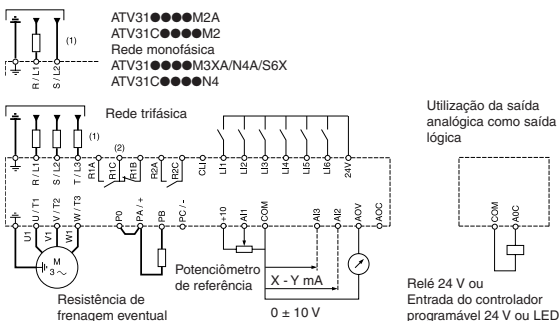 ATV31●●●●M2A
ATV31C●●●●M2
Rede monofásica
ATV31●●●●M3XA/N4A/S6X
ATV31C●●●●N4
(1)
R / L1
S / L2
Rede trifásica
(1)
(2)
R / L1
S / L2
T / L3
R1A
R1C
R1B
R2A
R2C
CLI
LI1
LI2
LI3
LI4
LI5
LI6
24V
U / T1
V / T2
W / T3
P0
PA / +
PB
PC / -
+10
AI1
COM
AI3
AI2
AOV
AOC
U1
V1
W1
M
3 ~
Resistência de
frenagem eventual
Potenciômetro
de referência
X - Y mA
0 ± 10 V
Utilização da saída
analógica como saída
lógica
COM
A0C
Relé 24 V ou
Entrada do controlador
programável 24 V ou LED